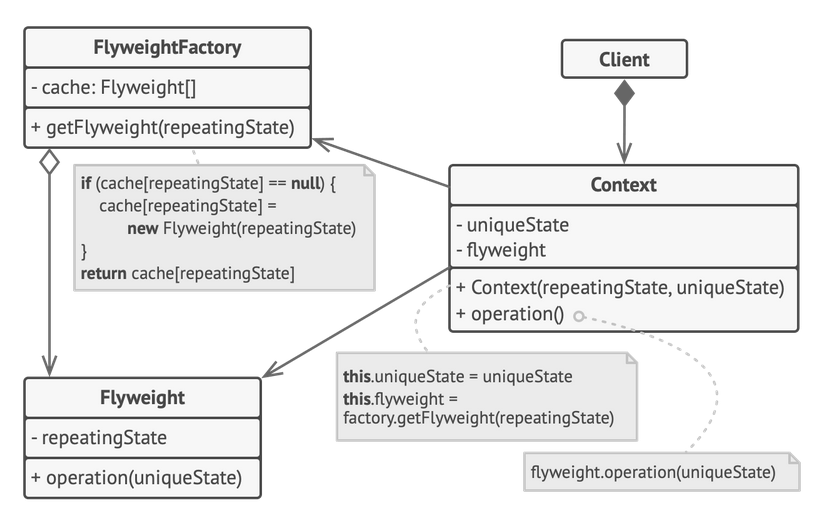 FlyweightFactory
- cache: Flyweight[]
+ getFlyweight(repeatingState)
if (cache[repeatingState] == null) {
cache[repeatingState] =
new Flyweight(repeatingState)
}
return cache[repeatingState]
Client
Context
- uniqueState
- flyweight
+ Context(repeatingState, uniqueState)
+ operation()
this.uniqueState = uniqueState
this.flyweight =
factory.getFlyweight(repeatingState)
flyweight.operation(uniqueState)
Flyweight
- repeatingState
+ operation(uniqueState)